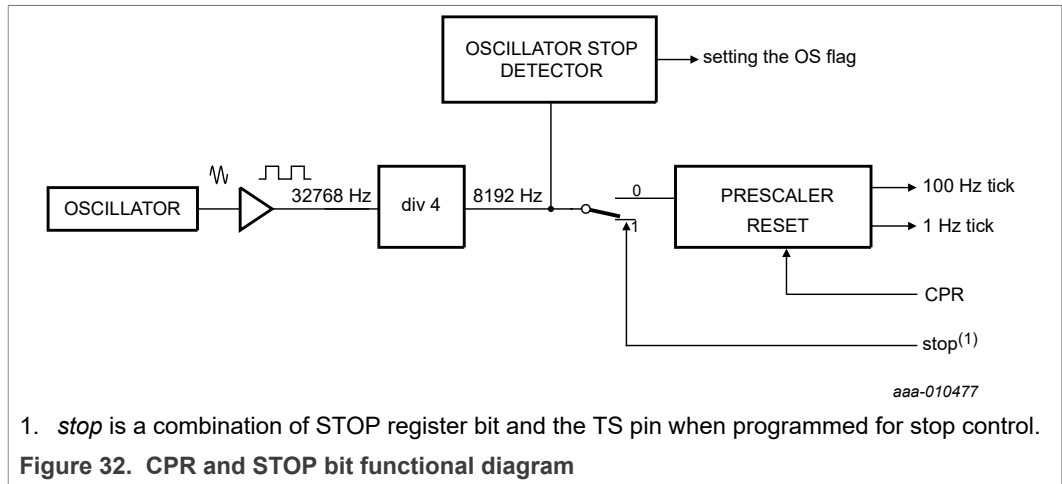 OSCILLATOR STOP
DETECTOR
setting the OS flag
OSCILLATOR
32768 Hz
div 4
8192 Hz
0
1
PRESCALER
RESET
100 Hz tick
1 Hz tick
CPR
stop(1)
aaa-010477
1. stop is a combination of STOP register bit and the TS pin when programmed for stop control.
Figure 32. CPR and STOP bit functional diagram